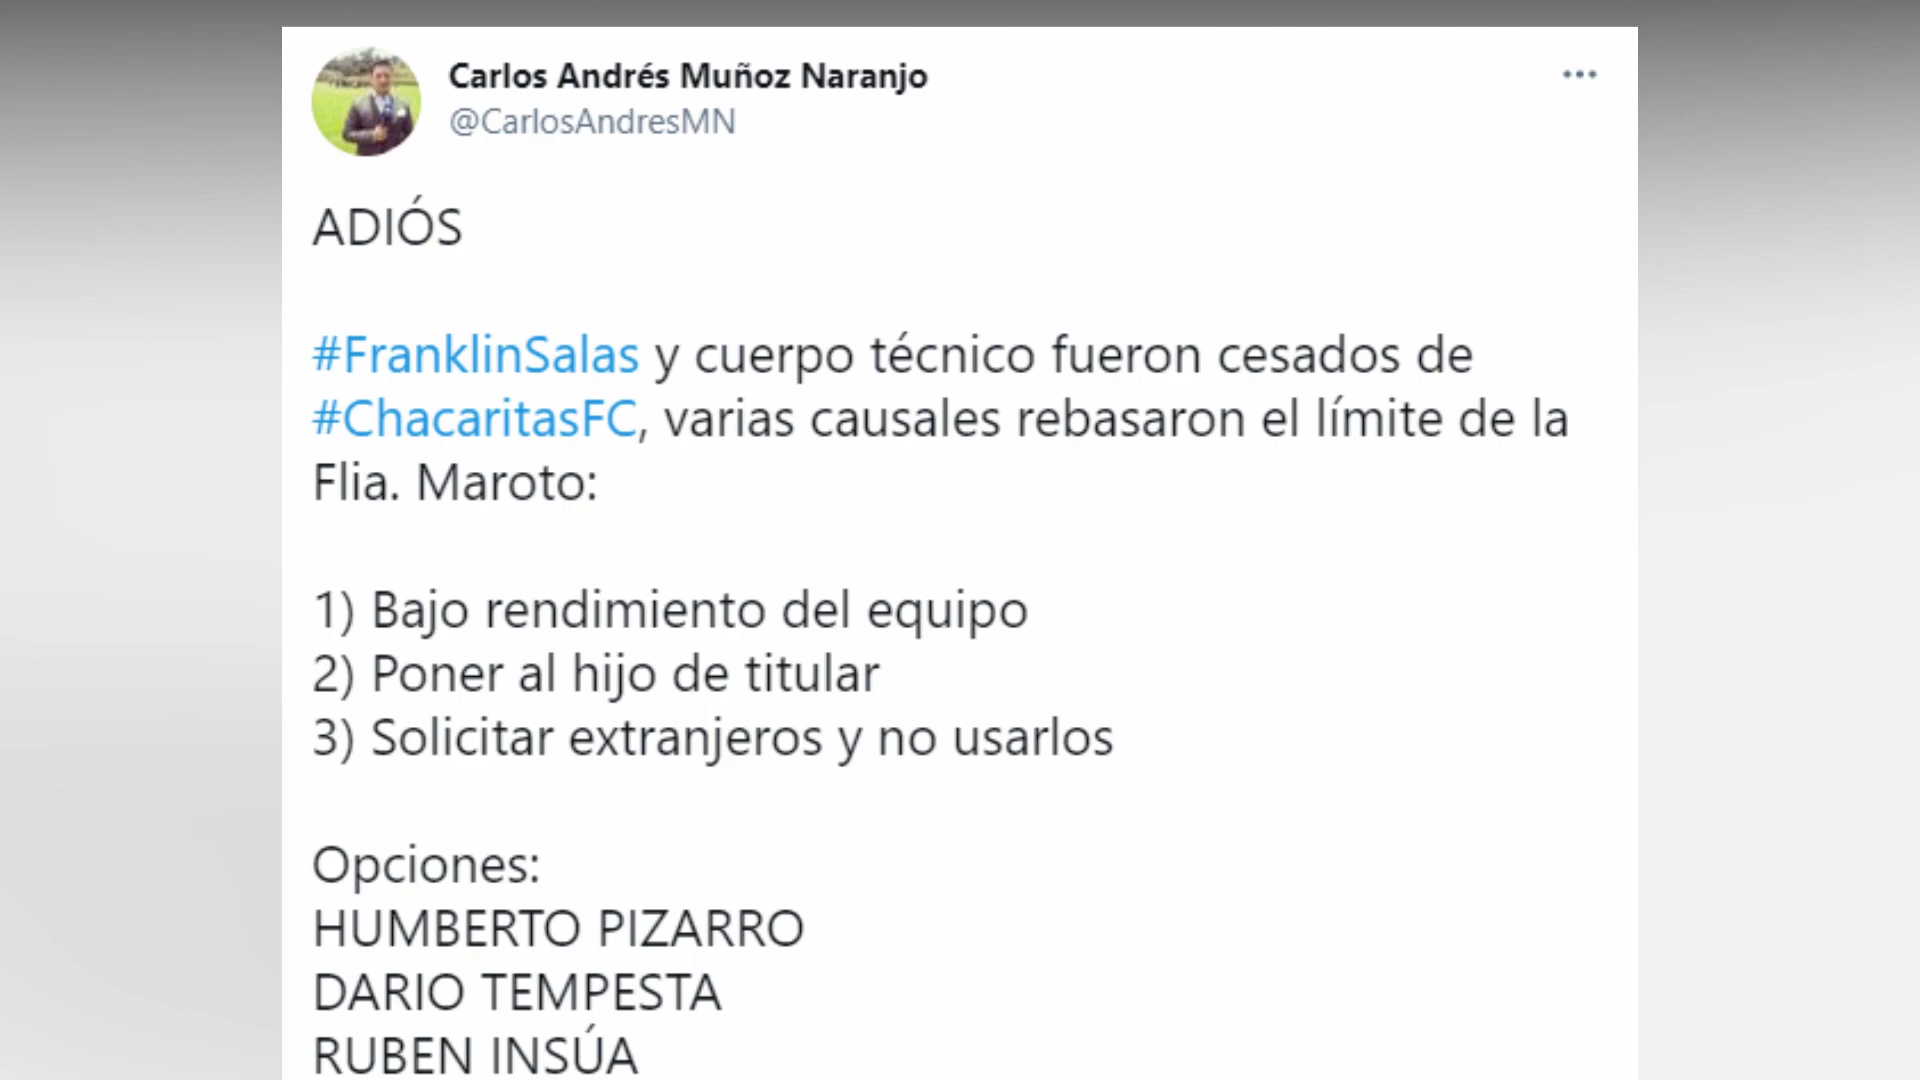 Carlos Andrés Muñoz Naranjo
@CarlosAndresMN
ADIÓS
#FranklinSalas y cuerpo técnico fueron cesados de
#ChacaritasFC, varias causales rebasaron el límite de la
Flia. Maroto:
1) Bajo rendimiento del equipo
2) Poner al hijo de titular
3) Solicitar extranjeros y no usarlos
Opciones:
HUMBERTO PIZARRO
DARIO TEMPESTA
RUBEN INSÚA